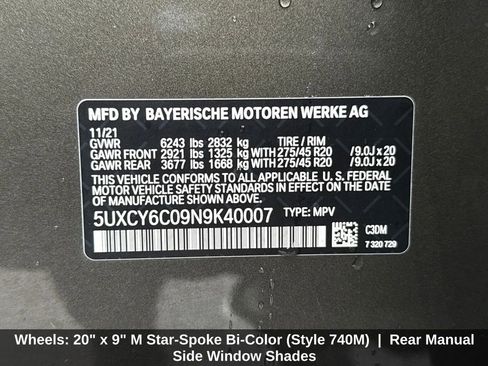 MFD BY BAYERISCHE MOTOREN WERKE AG
11/21
GVWR 6243 lbs 2832 kg TIRE / RIM
GAWR FRONT 2921 lbs 1325 kg WITH 275/45 R20 /9.0J x 20
GAWR REAR 3677 lbs 1668 kg WITH 275/45 R20 /9.0J x 20
THIS VEHICLE CONFORMS TO ALL APPLICABLE U.S. FEDERAL
MOTOR VEHICLE SAFETY STANDARDS IN EFFECT ON THE DATE
OF MANUFACTURE SHOWN ABOVE.
5UXCY6C09N9K40007 TYPE: MPV
C3DM
7 320 729
Wheels: 20" x 9" M Star-Spoke Bi-Color (Style 740M) | Rear Manual
Side Window Shades